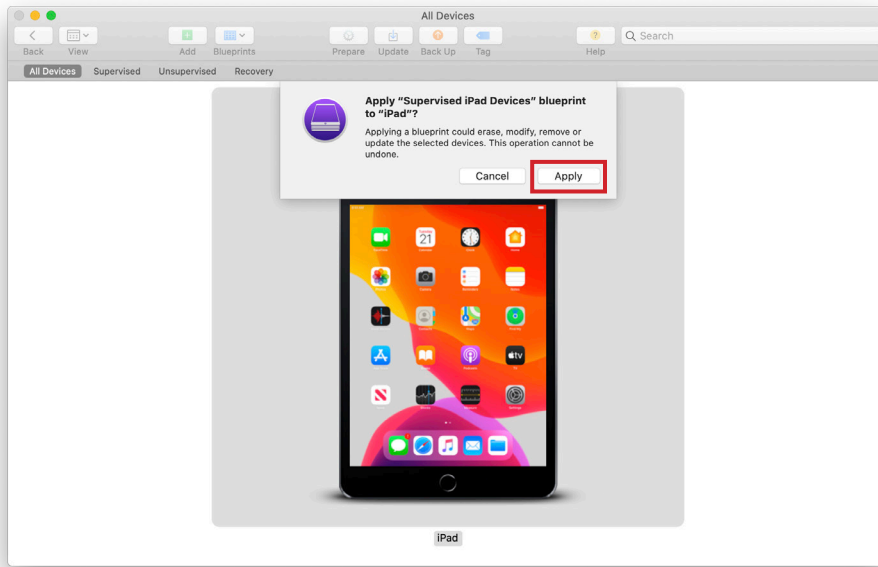 All Devices
Back
View
Add
Blueprints
Prepare
Update
Back Up
Tag
Help
Search
All Devices
Supervised
Unsupervised
Recovery
Apply “Supervised iPad Devices” blueprint
to “iPad”?
Applying a blueprint could erase, modify, remove or
update the selected devices. This operation cannot be
undone.
Cancel
Apply
21
tv
iPad